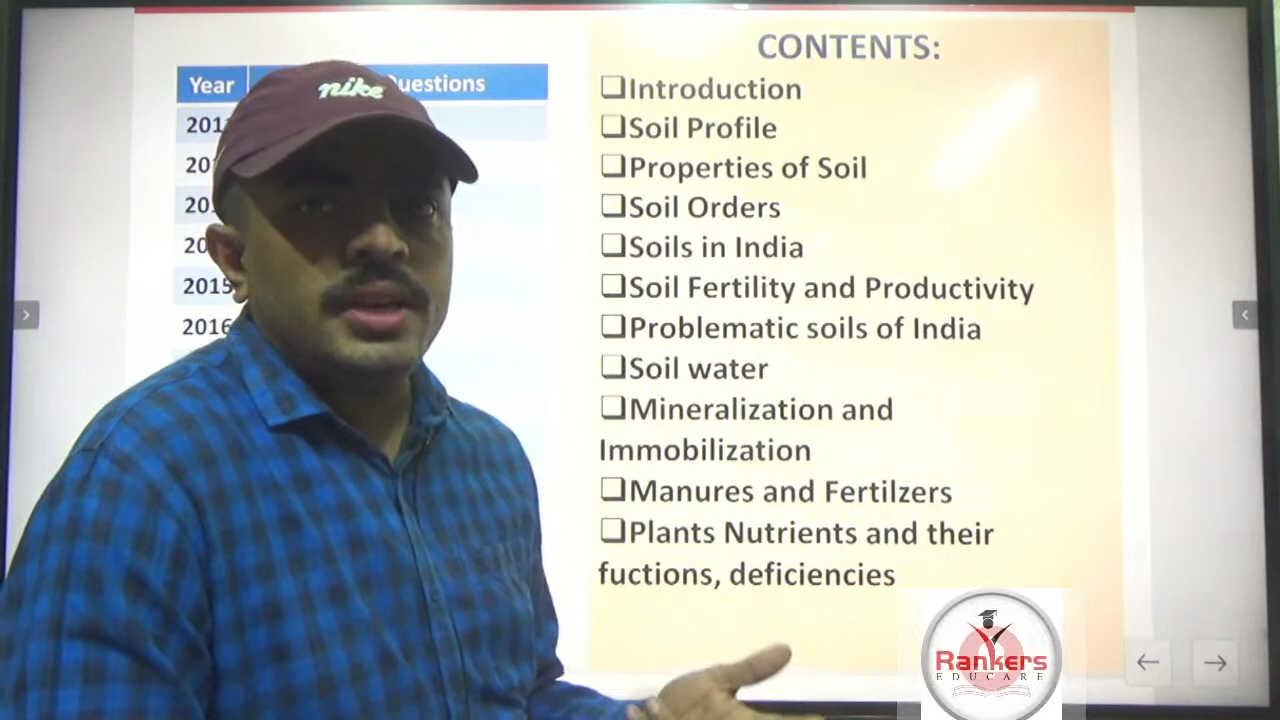 CONTENTS:
Year
Questions
nike
❑Introduction
❑Soil Profile
❑Properties of Soil
❑Soil Orders
❑Soils in India
❑Soil Fertility and Productivity
❑Problematic soils of India
❑Soil water
❑Mineralization and
Immobilization
❑Manures and Fertilzers
❑Plants Nutrients and their
fuctions, deficiencies
2015
2016
Rankers
EDUCARE